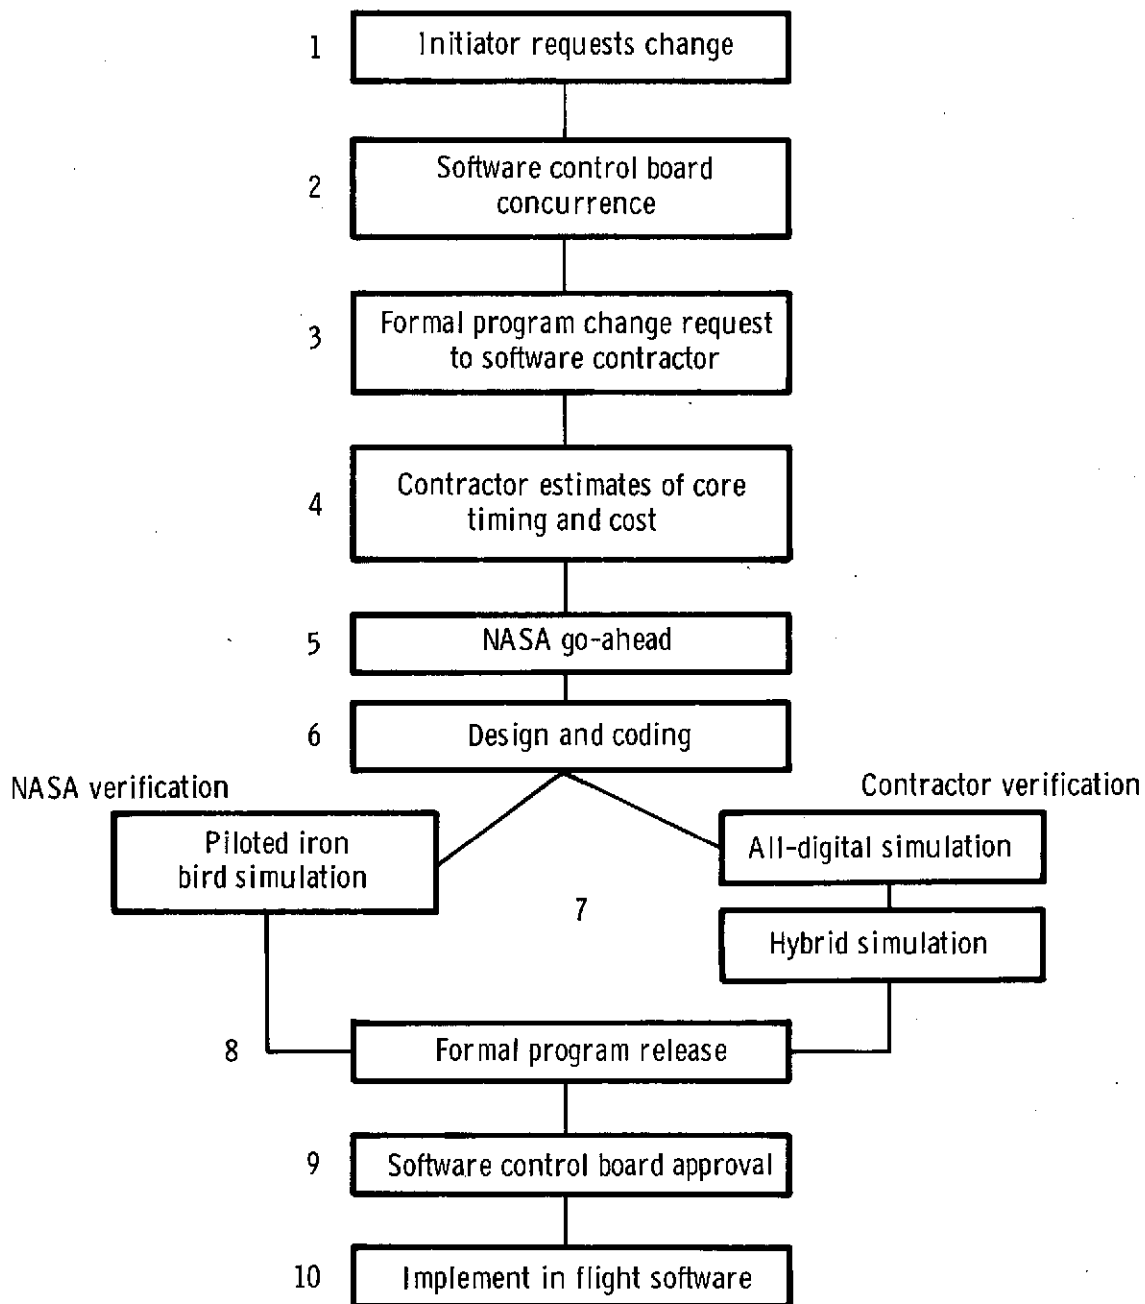 1
Initiator requests change
2
Software control board
concurrence
3
Formal program change request
to software contractor
4
Contractor estimates of core
timing and cost
5
NASA go-ahead
6
Design and coding
NASA verification
Contractor verification
Piloted iron
bird simulation
All-digital simulation
7
Hybrid simulation
8
Formal program release
9
Software control board approval
10
Implement in flight software